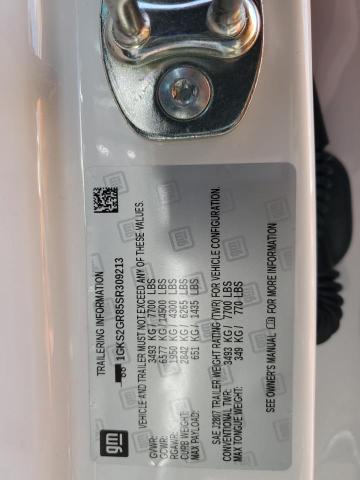 TRAILERING INFORMATION
1GKS2GR85SR309213
gm
VEHICLE AND TRAILER MUST NOT EXCEED ANY OF THESE VALUES.
GVWR: 3493 KG/ 7700 LBS
GCWR: 6577 KG/ 14500 LBS
RGAWR: 1950 KG/ 4300 LBS
CURB WEIGHT: 2842 KG/ 6265 LBS
MAX PAYLOAD: 651 KG/ 1435 LBS
SAE J2807 TRAILER WEIGHT RATING (TWR) FOR VEHICLE CONFIGURATION.
CONVENTIONAL TWR: 3493 KG/ 7700 LBS
MAX TONGUE WEIGHT: 349 KG/ 770 LBS
SEE OWNER'S MANUAL FOR MORE INFORMATION